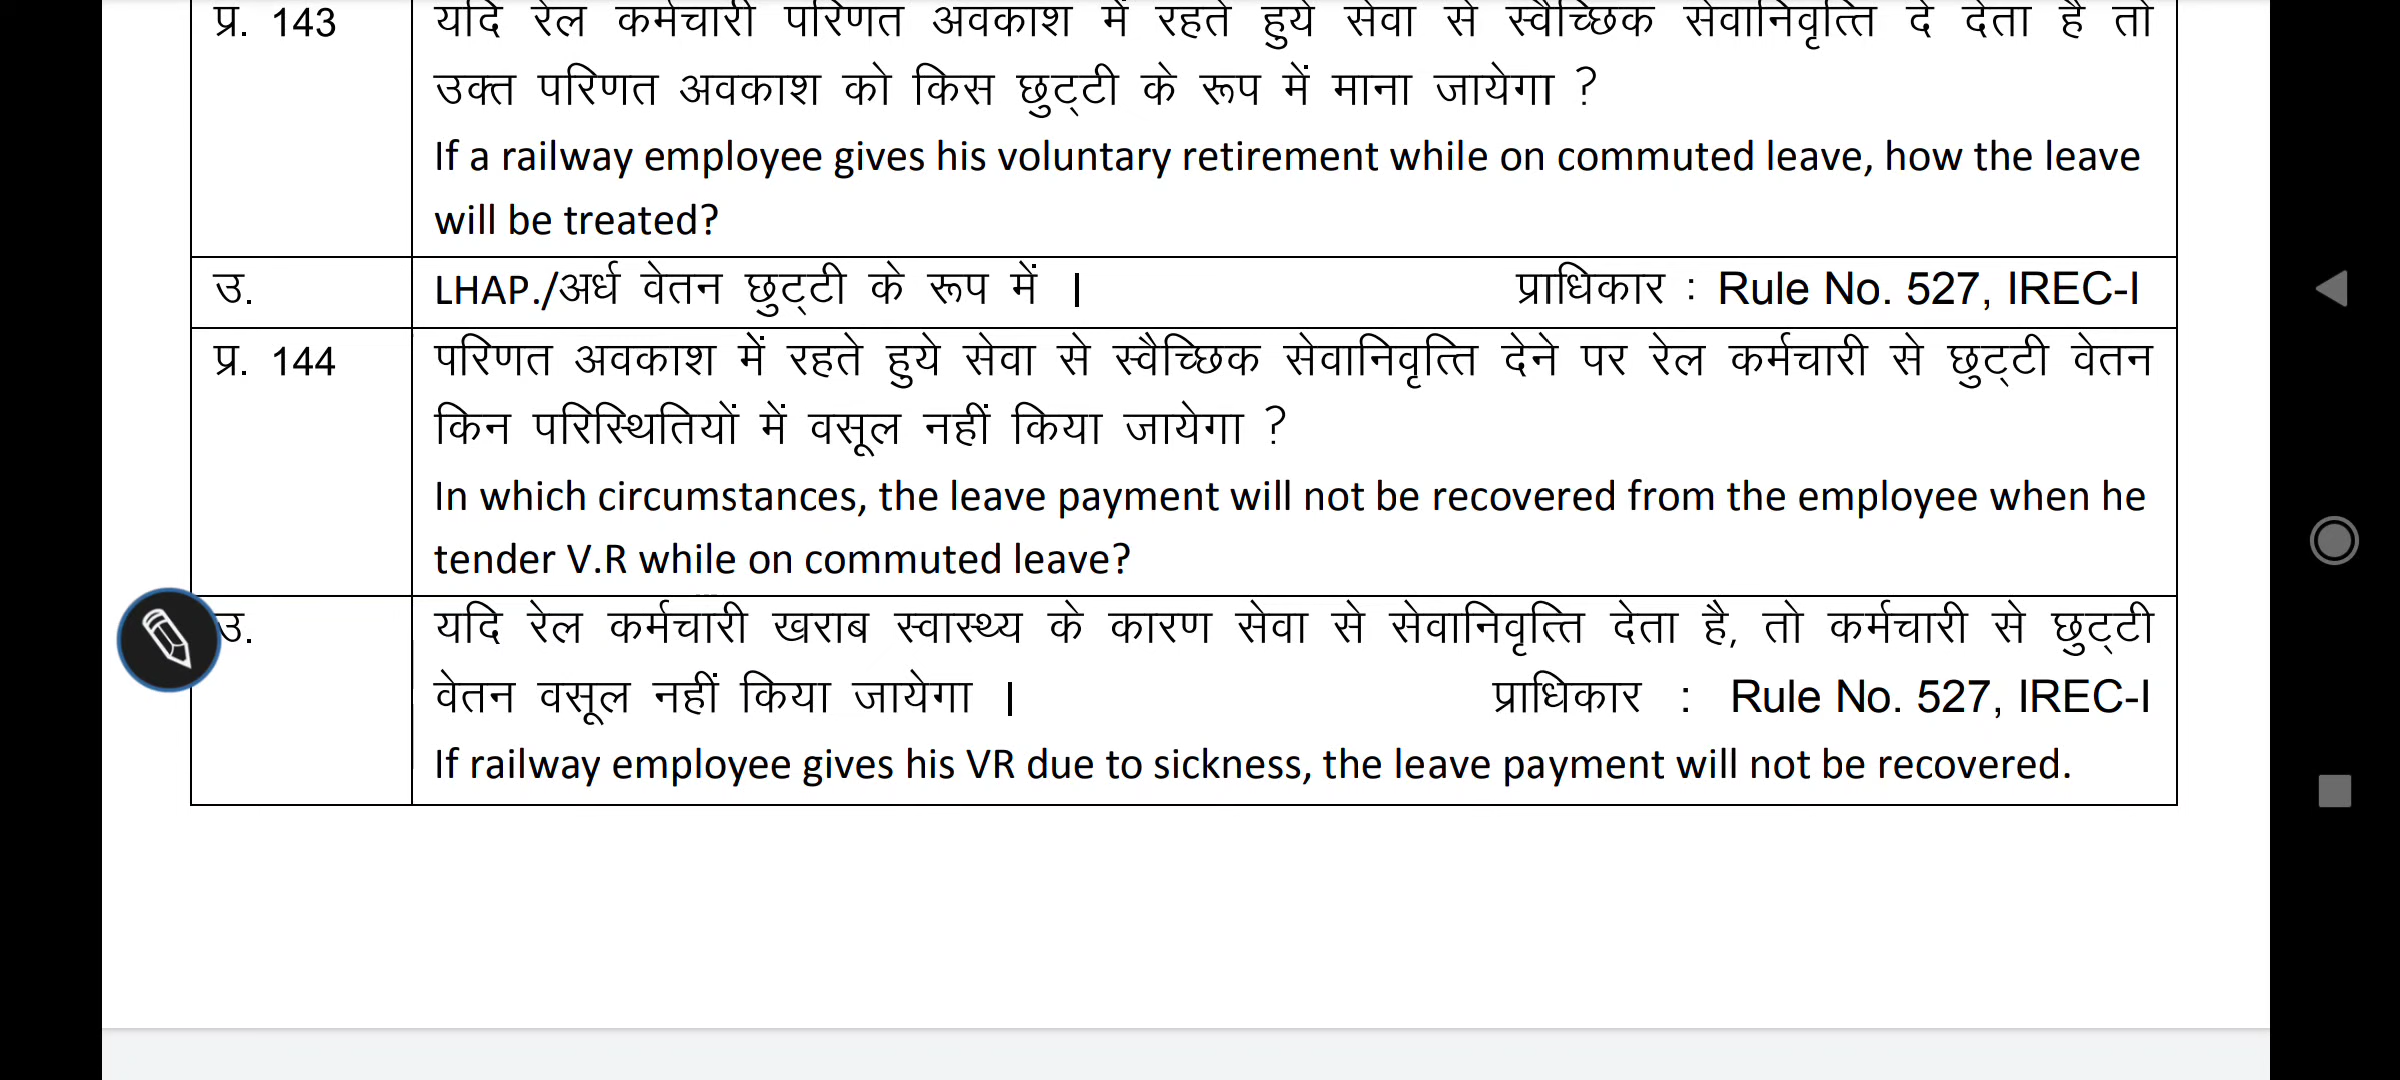 प्र. 143
यदि रेल कर्मचारी परिणत अवकाश में रहते हुये सेवा से स्वैच्छिक सेवानिवृत्ति दे देता है तो
उक्त परिणत अवकाश को किस छुट्टी के रूप में माना जायेगा ?
If a railway employee gives his voluntary retirement while on commuted leave, how the leave
will be treated?
उ.
LHAP./अर्ध वेतन छुट्टी के रूप में । प्राधिकार : Rule No. 527, IREC-I
प्र. 144
परिणत अवकाश में रहते हुये सेवा से स्वैच्छिक सेवानिवृत्ति देने पर रेल कर्मचारी से छुट्टी वेतन
किन परिस्थितियों में वसूल नहीं किया जायेगा ?
In which circumstances, the leave payment will not be recovered from the employee when he
tender V.R while on commuted leave?
उ.
यदि रेल कर्मचारी खराब स्वास्थ्य के कारण सेवा से सेवानिवृत्ति देता है, तो कर्मचारी से छुट्टी
वेतन वसूल नहीं किया जायेगा । प्राधिकार : Rule No. 527, IREC-I
If railway employee gives his VR due to sickness, the leave payment will not be recovered.